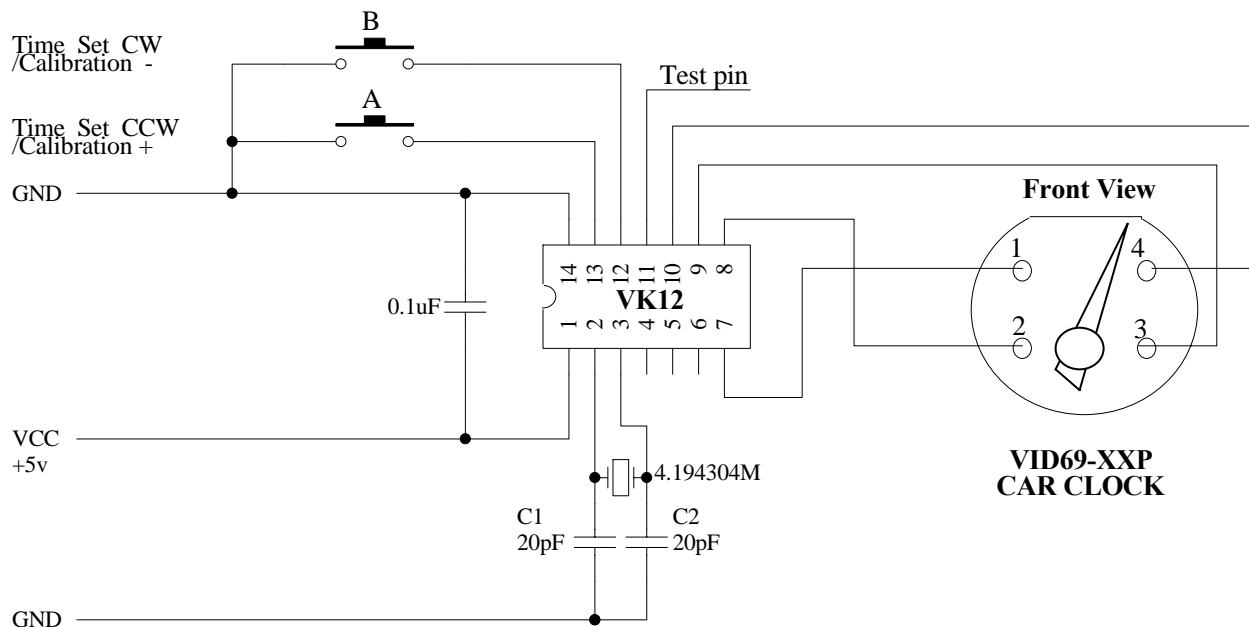 B
Time Set CW
/Calibration -
Test pin
A
Time Set CCW
/Calibration +
GND
Front View
14 13 12 11 10 9 8
1 4
VK12
0.1uF
1 2 3 4 5 6 7
2 3
VCC
+5v
4.194304M
VID69-XXP
CAR CLOCK
C1
20pF
C2
20pF
GND